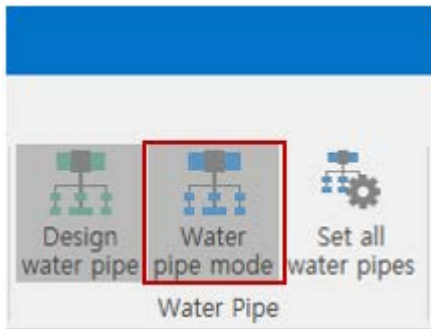 Design
water pipe
Water
pipe mode
Set all
water pipes
Water Pipe